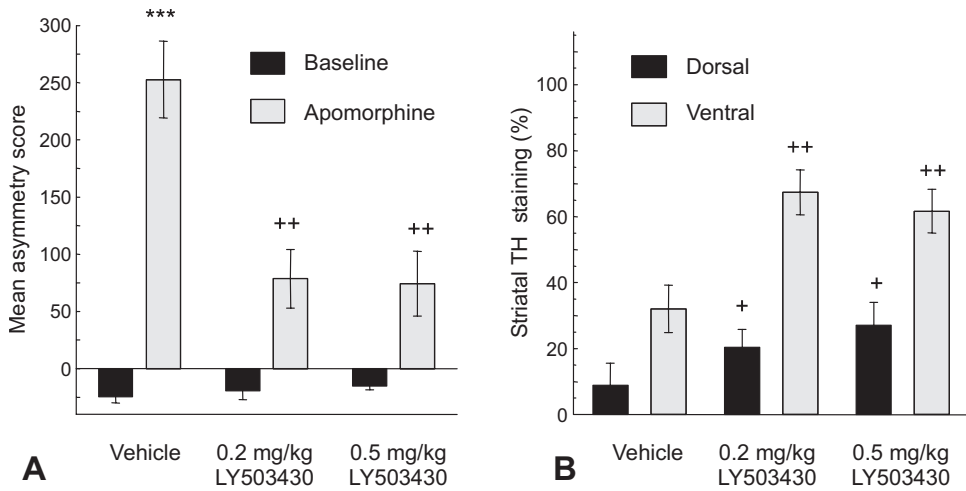 300
250
200
150
100
50
0
Mean asymmetry score
***
++
++
Baseline
Apomorphine
Vehicle
0.2 mg/kg
LY503430
0.5 mg/kg
LY503430
A
100
80
60
40
20
0
Striatal TH staining (%)
Dorsal
Ventral
+
++
+
++
Vehicle
0.2 mg/kg
LY503430
0.5 mg/kg
LY503430
B